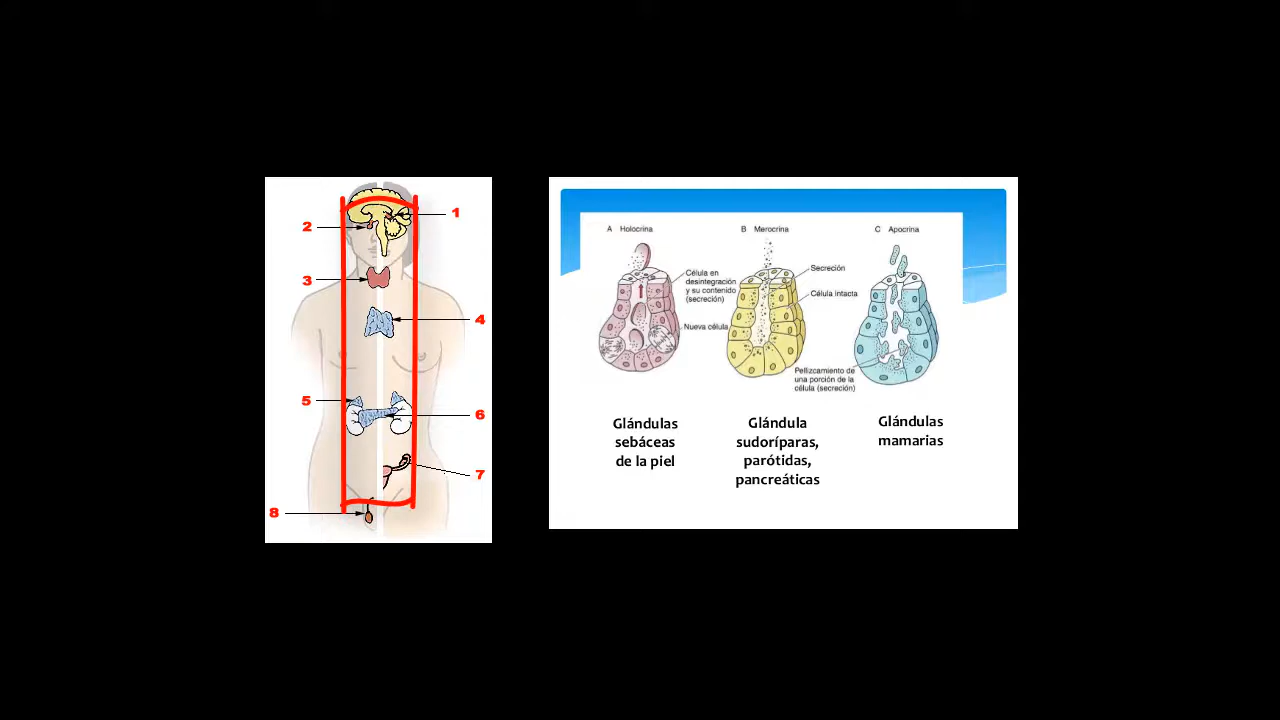 1
2
3
4
5
6
7
8
A Holocrina
B Merocrina
C Apocrina
Célula en
desintegración
y su contenido
(secreción)
Nueva célula
Secreción
Célula intacta
Pellizcamiento de
una porción de la
célula (secreción)
Glándulas
sebáceas
de la piel
Glándula
sudoríparas,
parótidas,
pancreáticas
Glándulas
mamarias